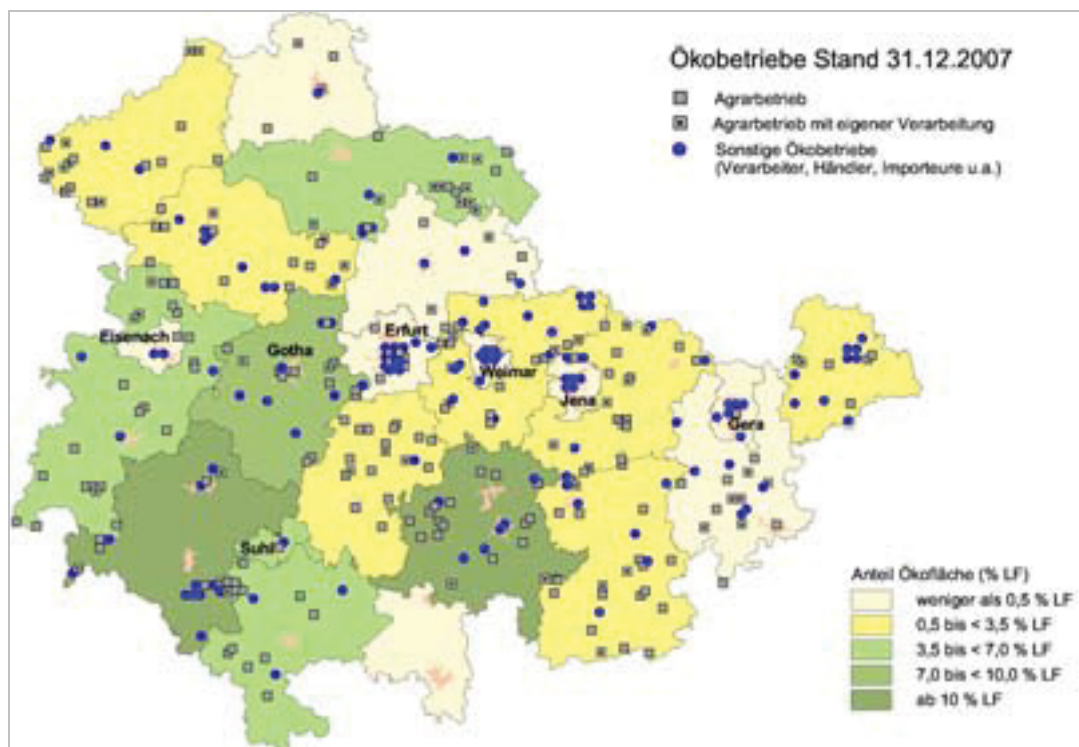 Ökobetriebe Stand 31.12.2007
Agrarbetrieb
Agrarbetrieb mit eigener Verarbeitung
Sonstige Ökobetriebe
(Verarbeiter, Händler, Importeure u.a.)
Eisenach
Gotha
Erfurt
Weimar
Jena
Gera
Suhl
Anteil Ökofläche (% LF)
weniger als 0,5 % LF
0,5 bis < 3,5 % LF
3,5 bis < 7,0 % LF
7,0 bis < 10,0 % LF
ab 10 % LF